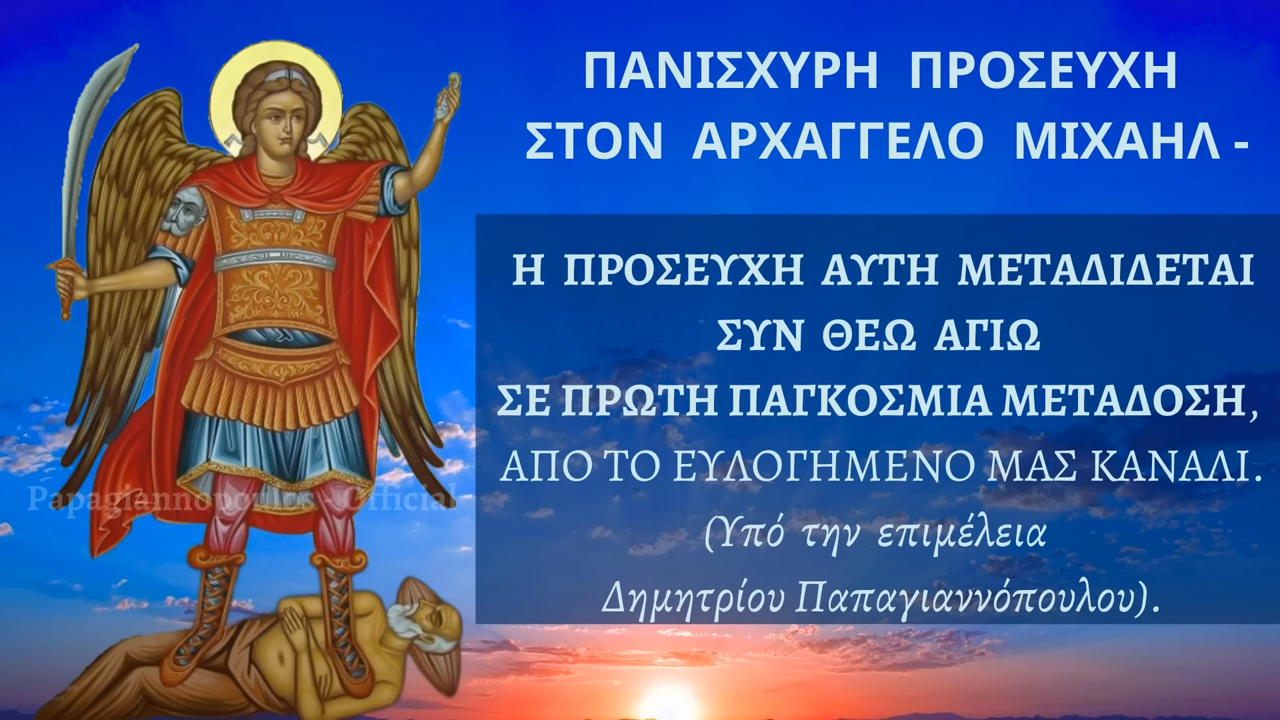 ΠΑΝΙΣΧΥΡΗ ΠΡΟΣΕΥΧΗ
ΣΤΟΝ ΑΡΧΑΓΓΕΛΟ ΜΙΧΑΗΛ -
Η ΠΡΟΣΕΥΧΗ ΑΥΤΗ ΜΕΤΑΔΙΔΕΤΑΙ
ΣΥΝ ΘΕΩ ΑΓΙΩ
ΣΕ ΠΡΩΤΗ ΠΑΓΚΟΣΜΙΑ ΜΕΤΑΔΟΣΗ,
ΑΠΟ ΤΟ ΕΥΛΟΓΗΜΕΝΟ ΜΑΣ ΚΑΝΑΛΙ.
(Υπό την επιμέλεια
Δημητρίου Παπαγιαννόπουλου).
Papagiannopoulos - Official